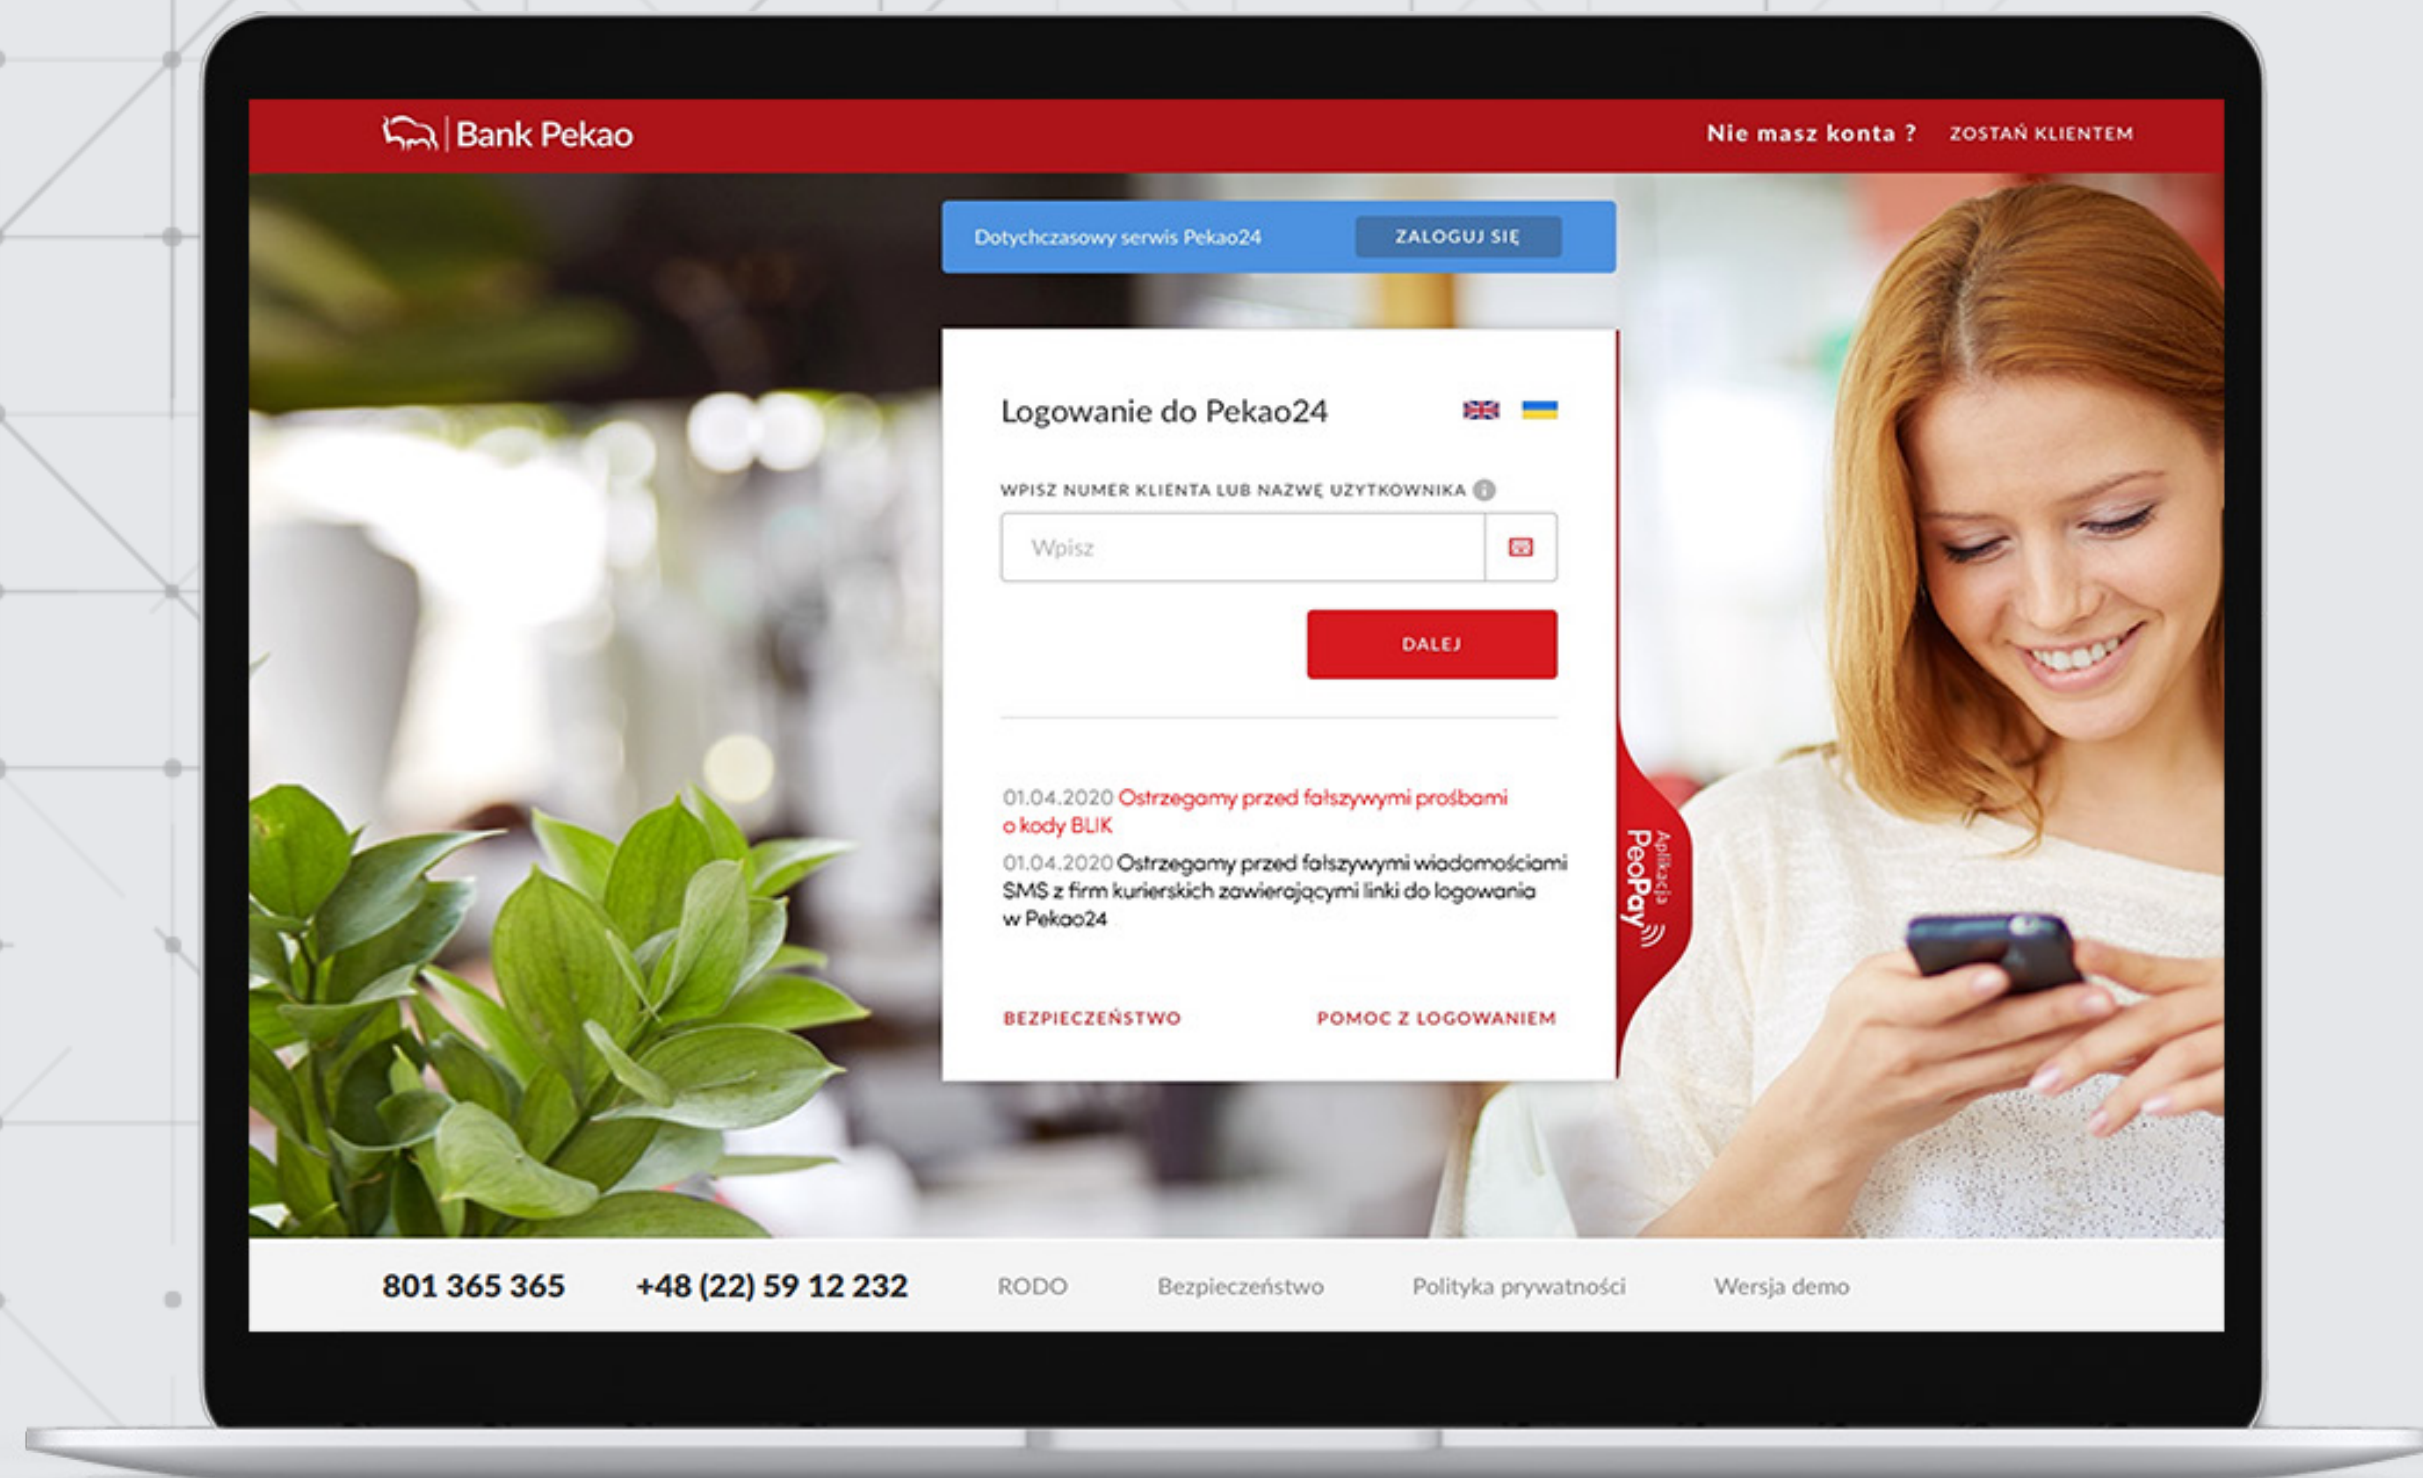 Bank Pekao
Nie masz konta ? ZOSTAŃ KLIENTEM
Dotychczasowy serwis Pekao24 ZALOGUJ SIĘ
Logowanie do Pekao24
WPISZ NUMER KLIENTA LUB NAZWĘ UZYTKOWNIKA
Wpisz
DALEJ
01.04.2020 Ostrzegamy przed fałszywymi prośbami
o kody BLIK
01.04.2020 Ostrzegamy przed fałszywymi wiadomościami
SMS z firm kurierskich zawierającymi linki do logowania
w Pekao24
BEZPIECZEŃSTWO POMOC Z LOGOWANIEM
Aplikacja
PeoPay
801 365 365 +48 (22) 59 12 232 RODO Bezpieczeństwo Polityka prywatności Wersja demo